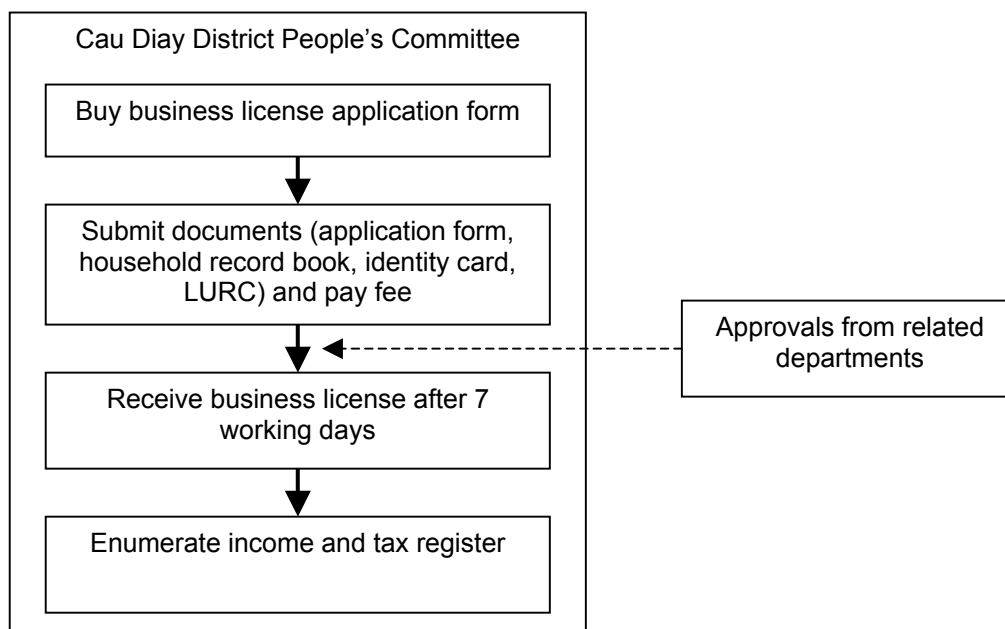 Cau Diay District People’s Committee
Buy business license application form
Submit documents (application form,
household record book, identity card,
LURC) and pay fee
Approvals from related
departments
Receive business license after 7
working days
Enumerate income and tax register